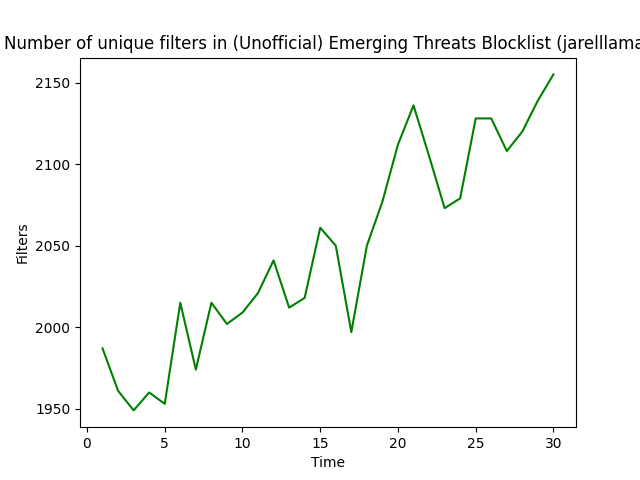 Number of unique filters in (Unofficial) Emerging Threats Blocklist (jarelllama
2150
2100
2050
2000
1950
Filters
0 5 10 15 20 25 30
Time